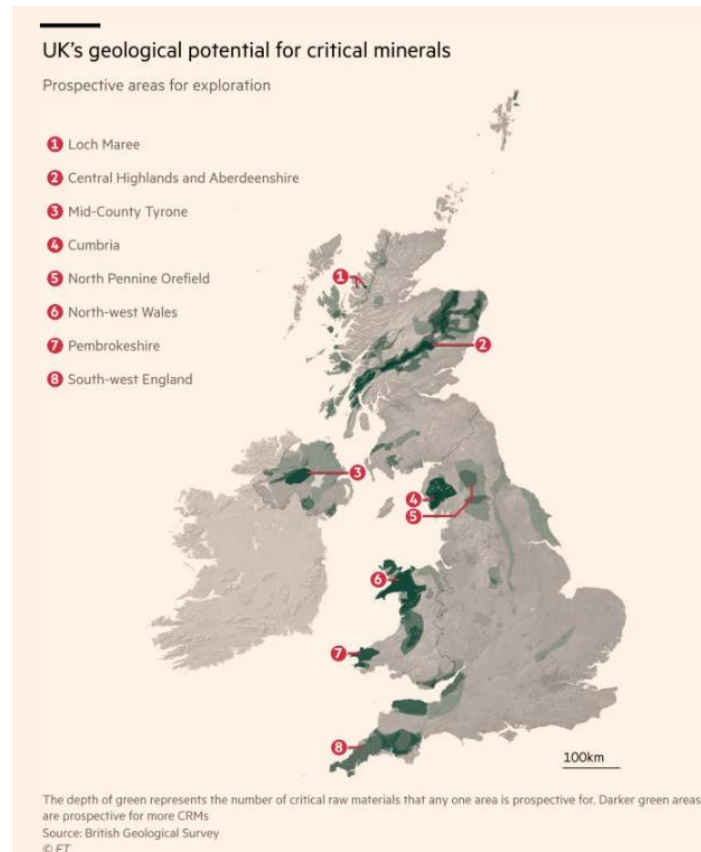 UK's geological potential for critical minerals
Prospective areas for exploration
1 Loch Maree
2 Central Highlands and Aberdeenshire
3 Mid-County Tyrone
4 Cumbria
5 North Pennine Orefield
6 North-west Wales
7 Pembrokeshire
8 South-west England
1
2
3
4
5
6
7
8
100km
The depth of green represents the number of critical raw materials that any one area is prospective for. Darker green areas
are prospective for more CRMs
Source: British Geological Survey
© FT